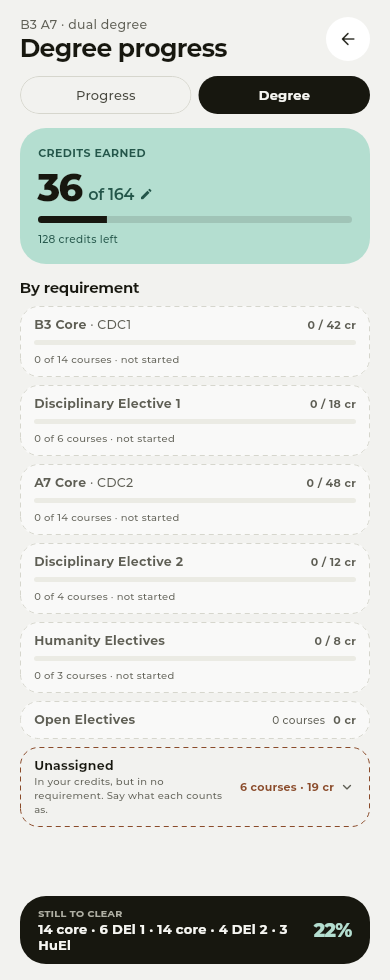 B3 A7 · dual degree
Degree progress
Progress
Degree
CREDITS EARNED
36 of 164
128 credits left
By requirement
B3 Core · CDC1 0 / 42 cr
0 of 14 courses · not started
Disciplinary Elective 1 0 / 18 cr
0 of 6 courses · not started
A7 Core · CDC2 0 / 48 cr
0 of 14 courses · not started
Disciplinary Elective 2 0 / 12 cr
0 of 4 courses · not started
Humanity Electives 0 / 8 cr
0 of 3 courses · not started
Open Electives 0 courses 0 cr
Unassigned
In your credits, but in no
requirement. Say what each counts
as.
6 courses · 19 cr
STILL TO CLEAR
14 core · 6 DEl 1 · 14 core · 4 DEl 2 · 3
HuEl
22%